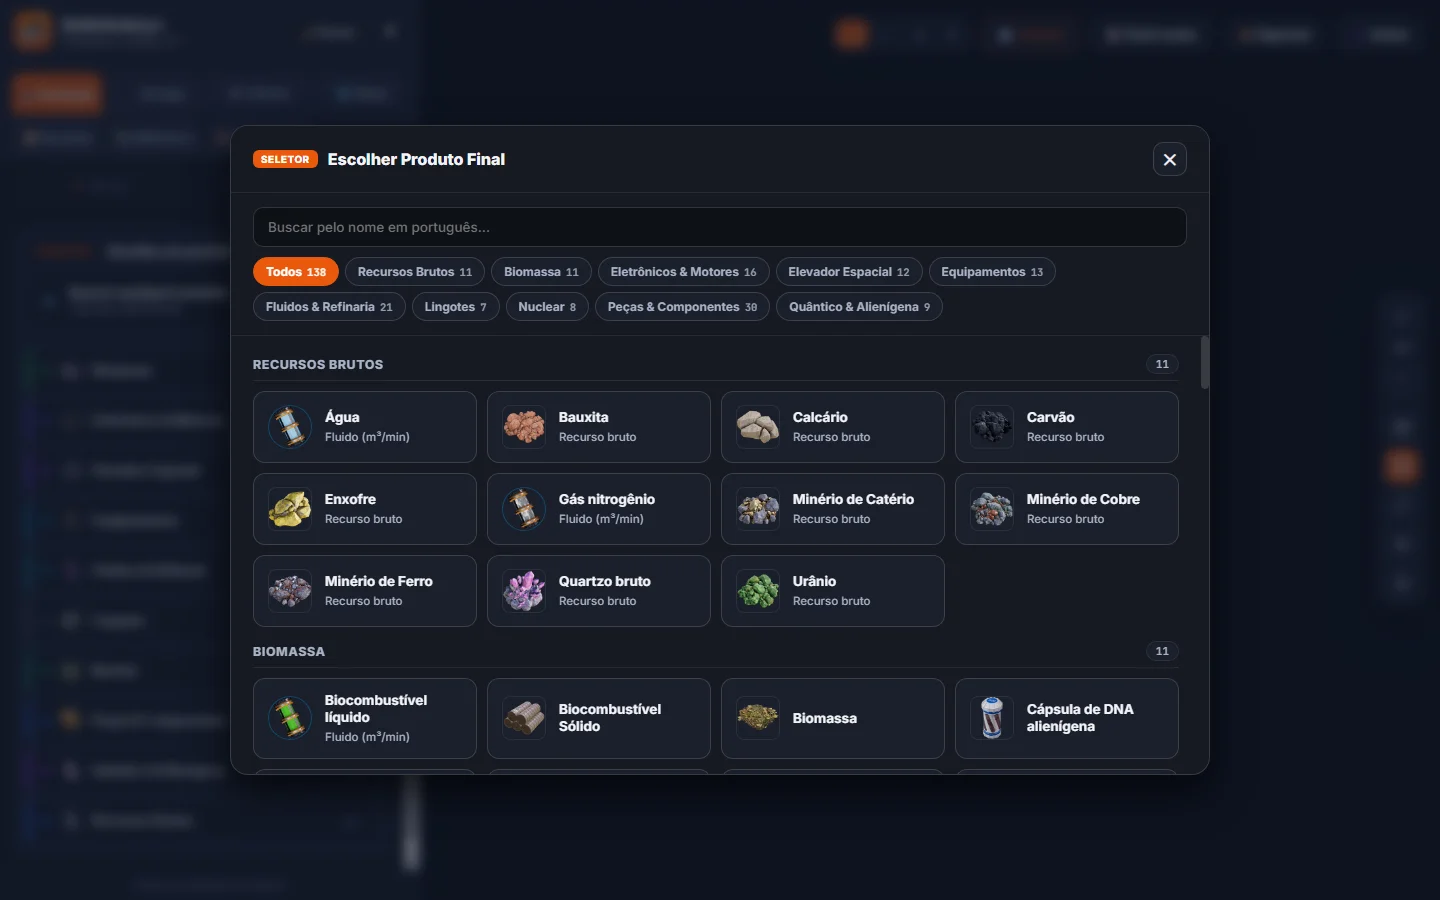 SELETOR Escolher Produto Final
Buscar pelo nome em português...
Todos 138 Recursos Brutos 11 Biomassa 11 Eletrônicos & Motores 16 Elevador Espacial 12 Equipamentos 13
Fluidos & Refinaria 21 Lingotes 7 Nuclear 8 Peças & Componentes 30 Quântico & Alienígena 9
RECURSOS BRUTOS 11
Água
Fluido (m³/min)
Bauxita
Recurso bruto
Calcário
Recurso bruto
Carvão
Recurso bruto
Enxofre
Recurso bruto
Gás nitrogênio
Fluido (m³/min)
Minério de Catério
Recurso bruto
Minério de Cobre
Recurso bruto
Minério de Ferro
Recurso bruto
Quartzo bruto
Recurso bruto
Urânio
Recurso bruto
BIOMASSA 11
Biocombustível
líquido
Fluido (m³/min)
Biocombustível
Sólido
Biomassa
Cápsula de DNA
alienígena